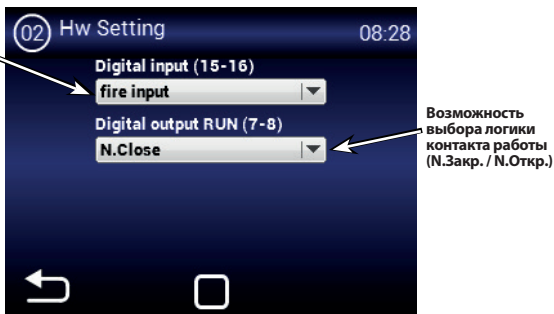 02 Hw Setting 08:28
Digital input (15-16)
fire input
Digital output RUN (7-8)
N.Close
Возможность
выбора логики
контакта работы
(N.Закр. / N.Откр.)